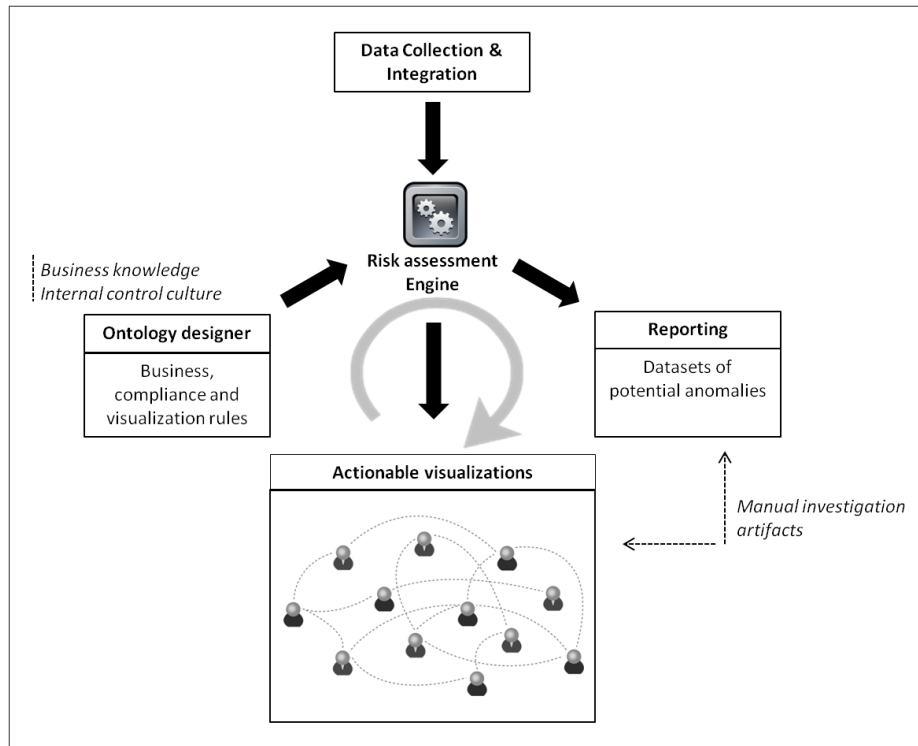 Data Collection &
Integration
Risk assessment
Engine
Business knowledge
Internal control culture
Ontology designer
Business,
compliance and
visualization rules
Reporting
Datasets of
potential anomalies
Actionable visualizations
Manual investigation
artifacts